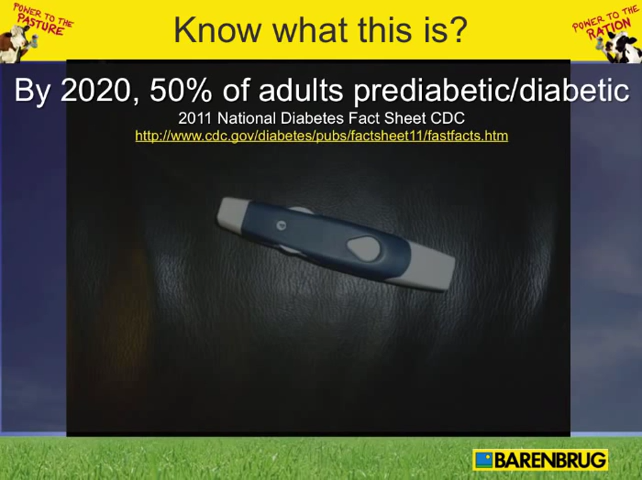 POWER TO THE
PASTURE
Know what this is?
POWER TO THE
RATION
By 2020, 50% of adults prediabetic/diabetic
2011 National Diabetes Fact Sheet CDC
http://www.cdc.gov/diabetes/pubs/factsheet11/fastfacts.htm
BARENBRUG